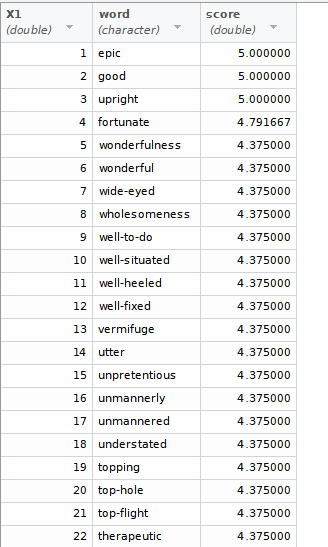 X1 word score
(double) (character) (double)
1 epic 5.000000
2 good 5.000000
3 upright 5.000000
4 fortunate 4.791667
5 wonderfulness 4.375000
6 wonderful 4.375000
7 wide-eyed 4.375000
8 wholesomeness 4.375000
9 well-to-do 4.375000
10 well-situated 4.375000
11 well-heeled 4.375000
12 well-fixed 4.375000
13 vermifuge 4.375000
14 utter 4.375000
15 unpretentious 4.375000
16 unmannerly 4.375000
17 unmannered 4.375000
18 understated 4.375000
19 topping 4.375000
20 top-hole 4.375000
21 top-flight 4.375000
22 therapeutic 4.375000